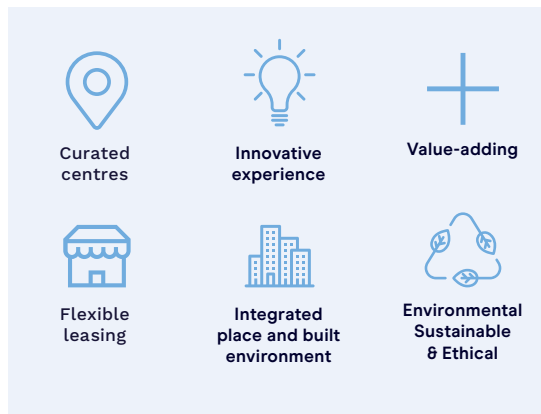 Curated
centres
Innovative
experience
Value-adding
Flexible
leasing
Integrated
place and built
environment
Environmental
Sustainable
& Ethical